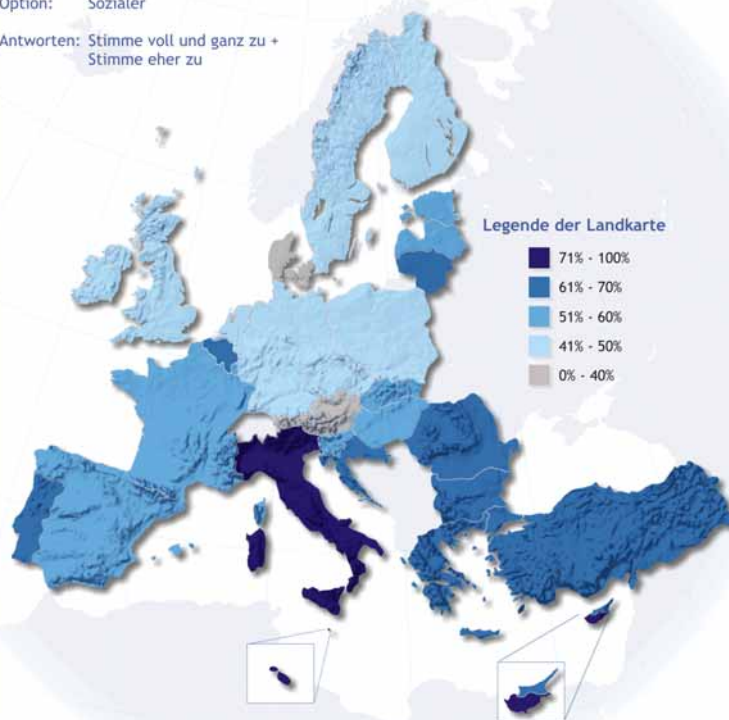 Option: Sozialer
Antworten: Stimme voll und ganz zu +
Stimme eher zu
Legende der Landkarte
71% - 100%
61% - 70%
51% - 60%
41% - 50%
0% - 40%